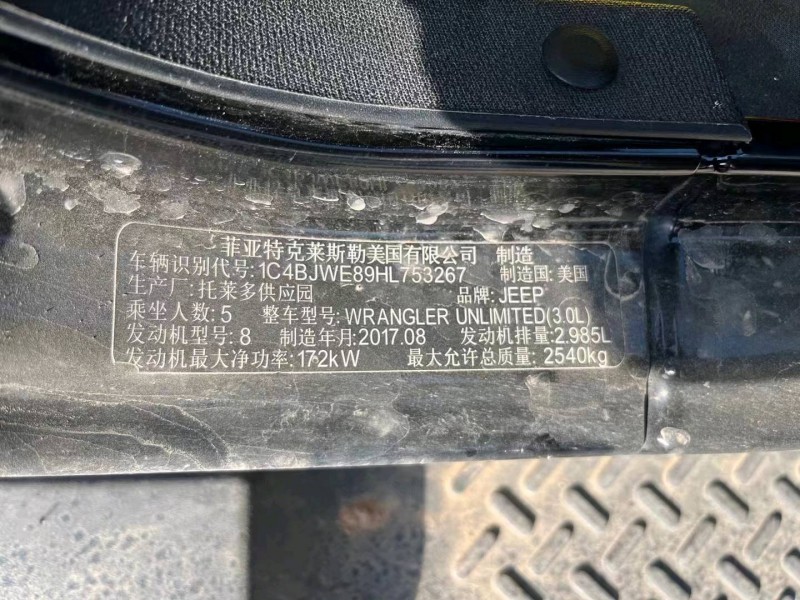 菲亚特克莱斯勒美国有限公司 制造
车辆识别代号: 1C4BJWE89HL753267 制造国: 美国
生产厂: 托莱多供应园 品牌: JEEP
乘坐人数: 5 整车型号: WRANGLER UNLIMITED(3.0L)
发动机型号: 8 制造年月: 2017.08 发动机排量: 2.985L
发动机最大净功率: 172kW 最大允许总质量: 2540kg